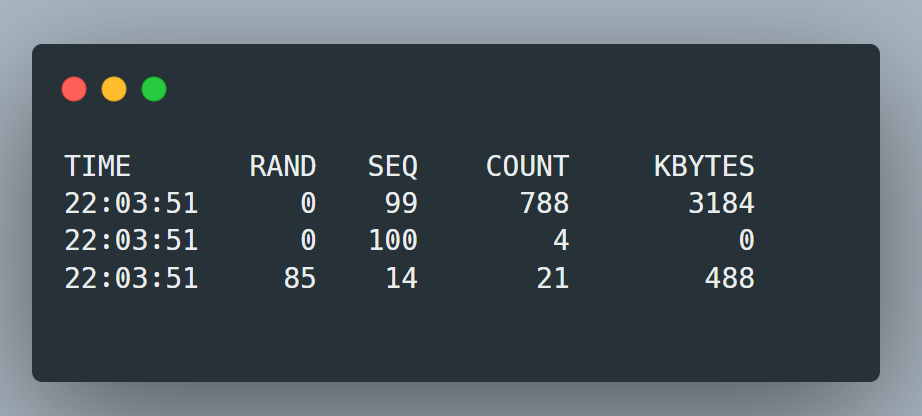 TIME RAND SEQ COUNT KBYTES
22:03:51 0 99 788 3184
22:03:51 0 100 4 0
22:03:51 85 14 21 488